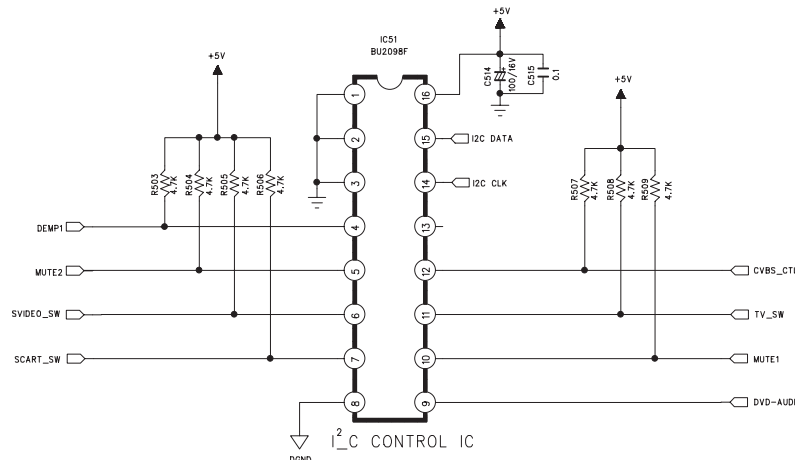 IC51
BU2098F
+5V
+5V
+5V
C514
100/16V
C515
0.1
1
2
3
4
5
6
7
8
16
15
14
13
12
11
10
9
I2C DATA
I2C CLK
R503
4.7K
R504
4.7K
R505
4.7K
R506
4.7K
R507
4.7K
R508
4.7K
R509
4.7K
DEMP1
MUTE2
SVIDEO_SW
SCART_SW
CVBS_CTL
TV_SW
MUTE1
DVD-AUDI
DGND
I2_C CONTROL IC